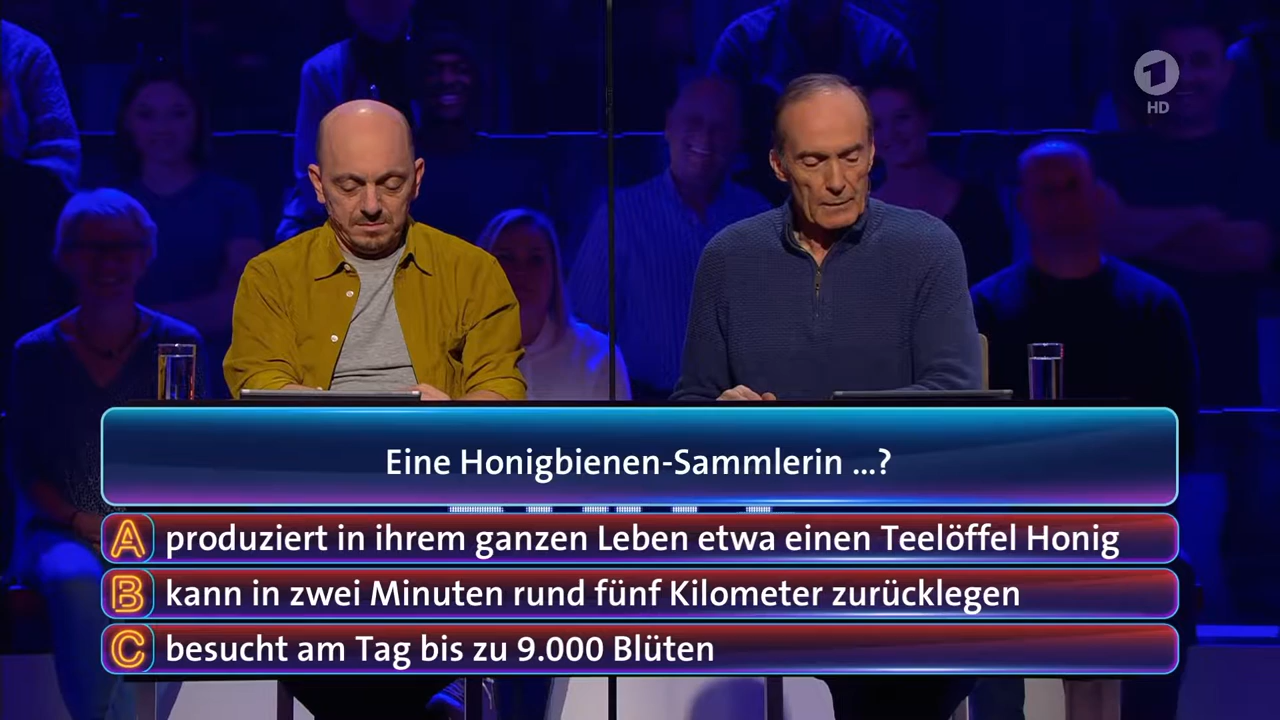 1
HD
Eine Honigbienen-Sammlerin ...?
A produziert in ihrem ganzen Leben etwa einen Teelöffel Honig
B kann in zwei Minuten rund fünf Kilometer zurücklegen
C besucht am Tag bis zu 9.000 Blüten